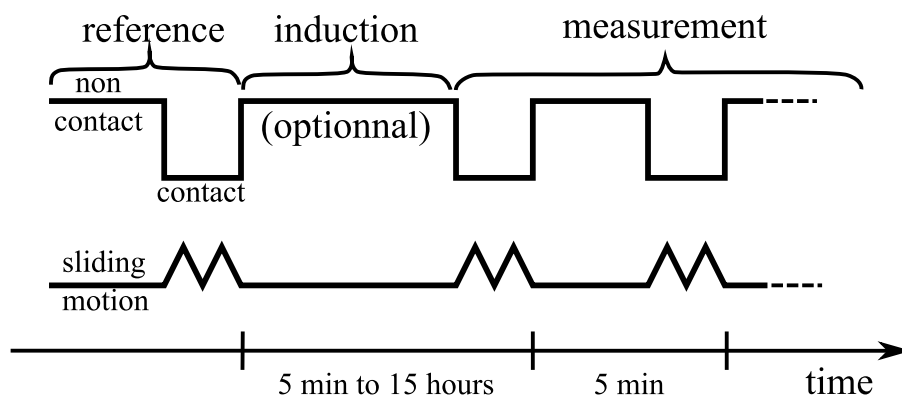 reference induction measurement
non
contact
(optionnal)
contact
sliding
motion
5 min to 15 hours 5 min time